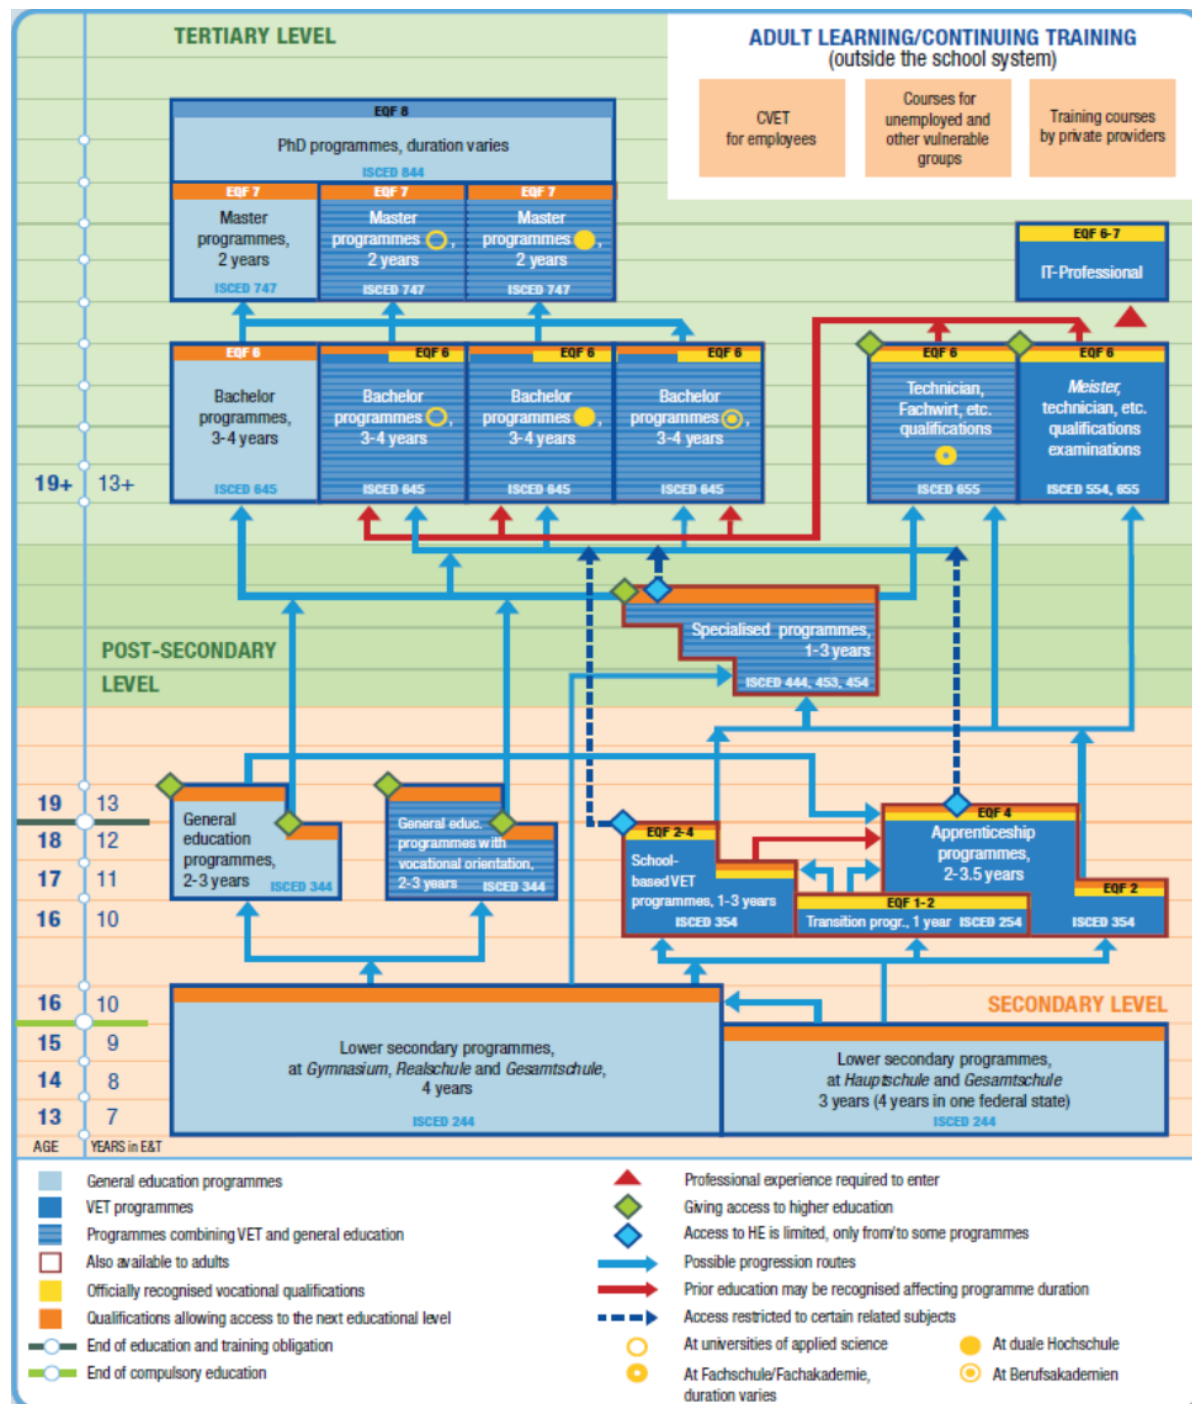 TERTIARY LEVEL
ADULT LEARNING/CONTINUING TRAINING
(outside the school system)
CVET
for employees
Courses for
unemployed and
other vulnerable
groups
Training courses
by private providers
EQF 8
PhD programmes, duration varies
ISCED 844
EQF 7
Master
programmes,
2 years
ISCED 747
EQF 7
Master
programmes ,
2 years
ISCED 747
EQF 7
Master
programmes ,
2 years
ISCED 747
EQF 6-7
IT-Professional
EQF 6
Bachelor
programmes,
3-4 years
ISCED 645
EQF 6
Bachelor
programmes ,
3-4 years
ISCED 645
EQF 6
Bachelor
programmes ,
3-4 years
ISCED 645
EQF 6
Bachelor
programmes ,
3-4 years
ISCED 645
EQF 6
Technician,
Fachwirt, etc.
qualifications
ISCED 655
EQF 6
Meister,
technician, etc.
qualifications
examinations
ISCED 554, 655
19+ 13+
POST-SECONDARY
LEVEL
Specialised programmes,
1-3 years
ISCED 444, 453, 454
19 13
18 12
17 11
16 10
General
education
programmes,
2-3 years
ISCED 344
General educ.
programmes with
vocational orientation,
2-3 years
ISCED 344
EQF 2-4
School-
based VET
programmes, 1-3 years
ISCED 354
EQF 4
Apprenticeship
programmes,
2-3.5 years
EQF 2
ISCED 354
EQF 1-2
Transition progr., 1 year ISCED 254
SECONDARY LEVEL
16 10
15 9
14 8
13 7
AGE YEARS in E&T
Lower secondary programmes,
at Gymnasium, Realschule and Gesamtschule,
4 years
ISCED 244
Lower secondary programmes,
at Hauptschule and Gesamtschule
3 years (4 years in one federal state)
ISCED 244
General education programmes
VET programmes
Programmes combining VET and general education
Also available to adults
Officially recognised vocational qualifications
Qualifications allowing access to the next educational level
End of education and training obligation
End of compulsory education
Professional experience required to enter
Giving access to higher education
Access to HE is limited, only from/to some programmes
Possible progression routes
Prior education may be recognised affecting programme duration
Access restricted to certain related subjects
At universities of applied science
At duale Hochschule
At Fachschule/Fachakademie,
duration varies
At Berufsakademien